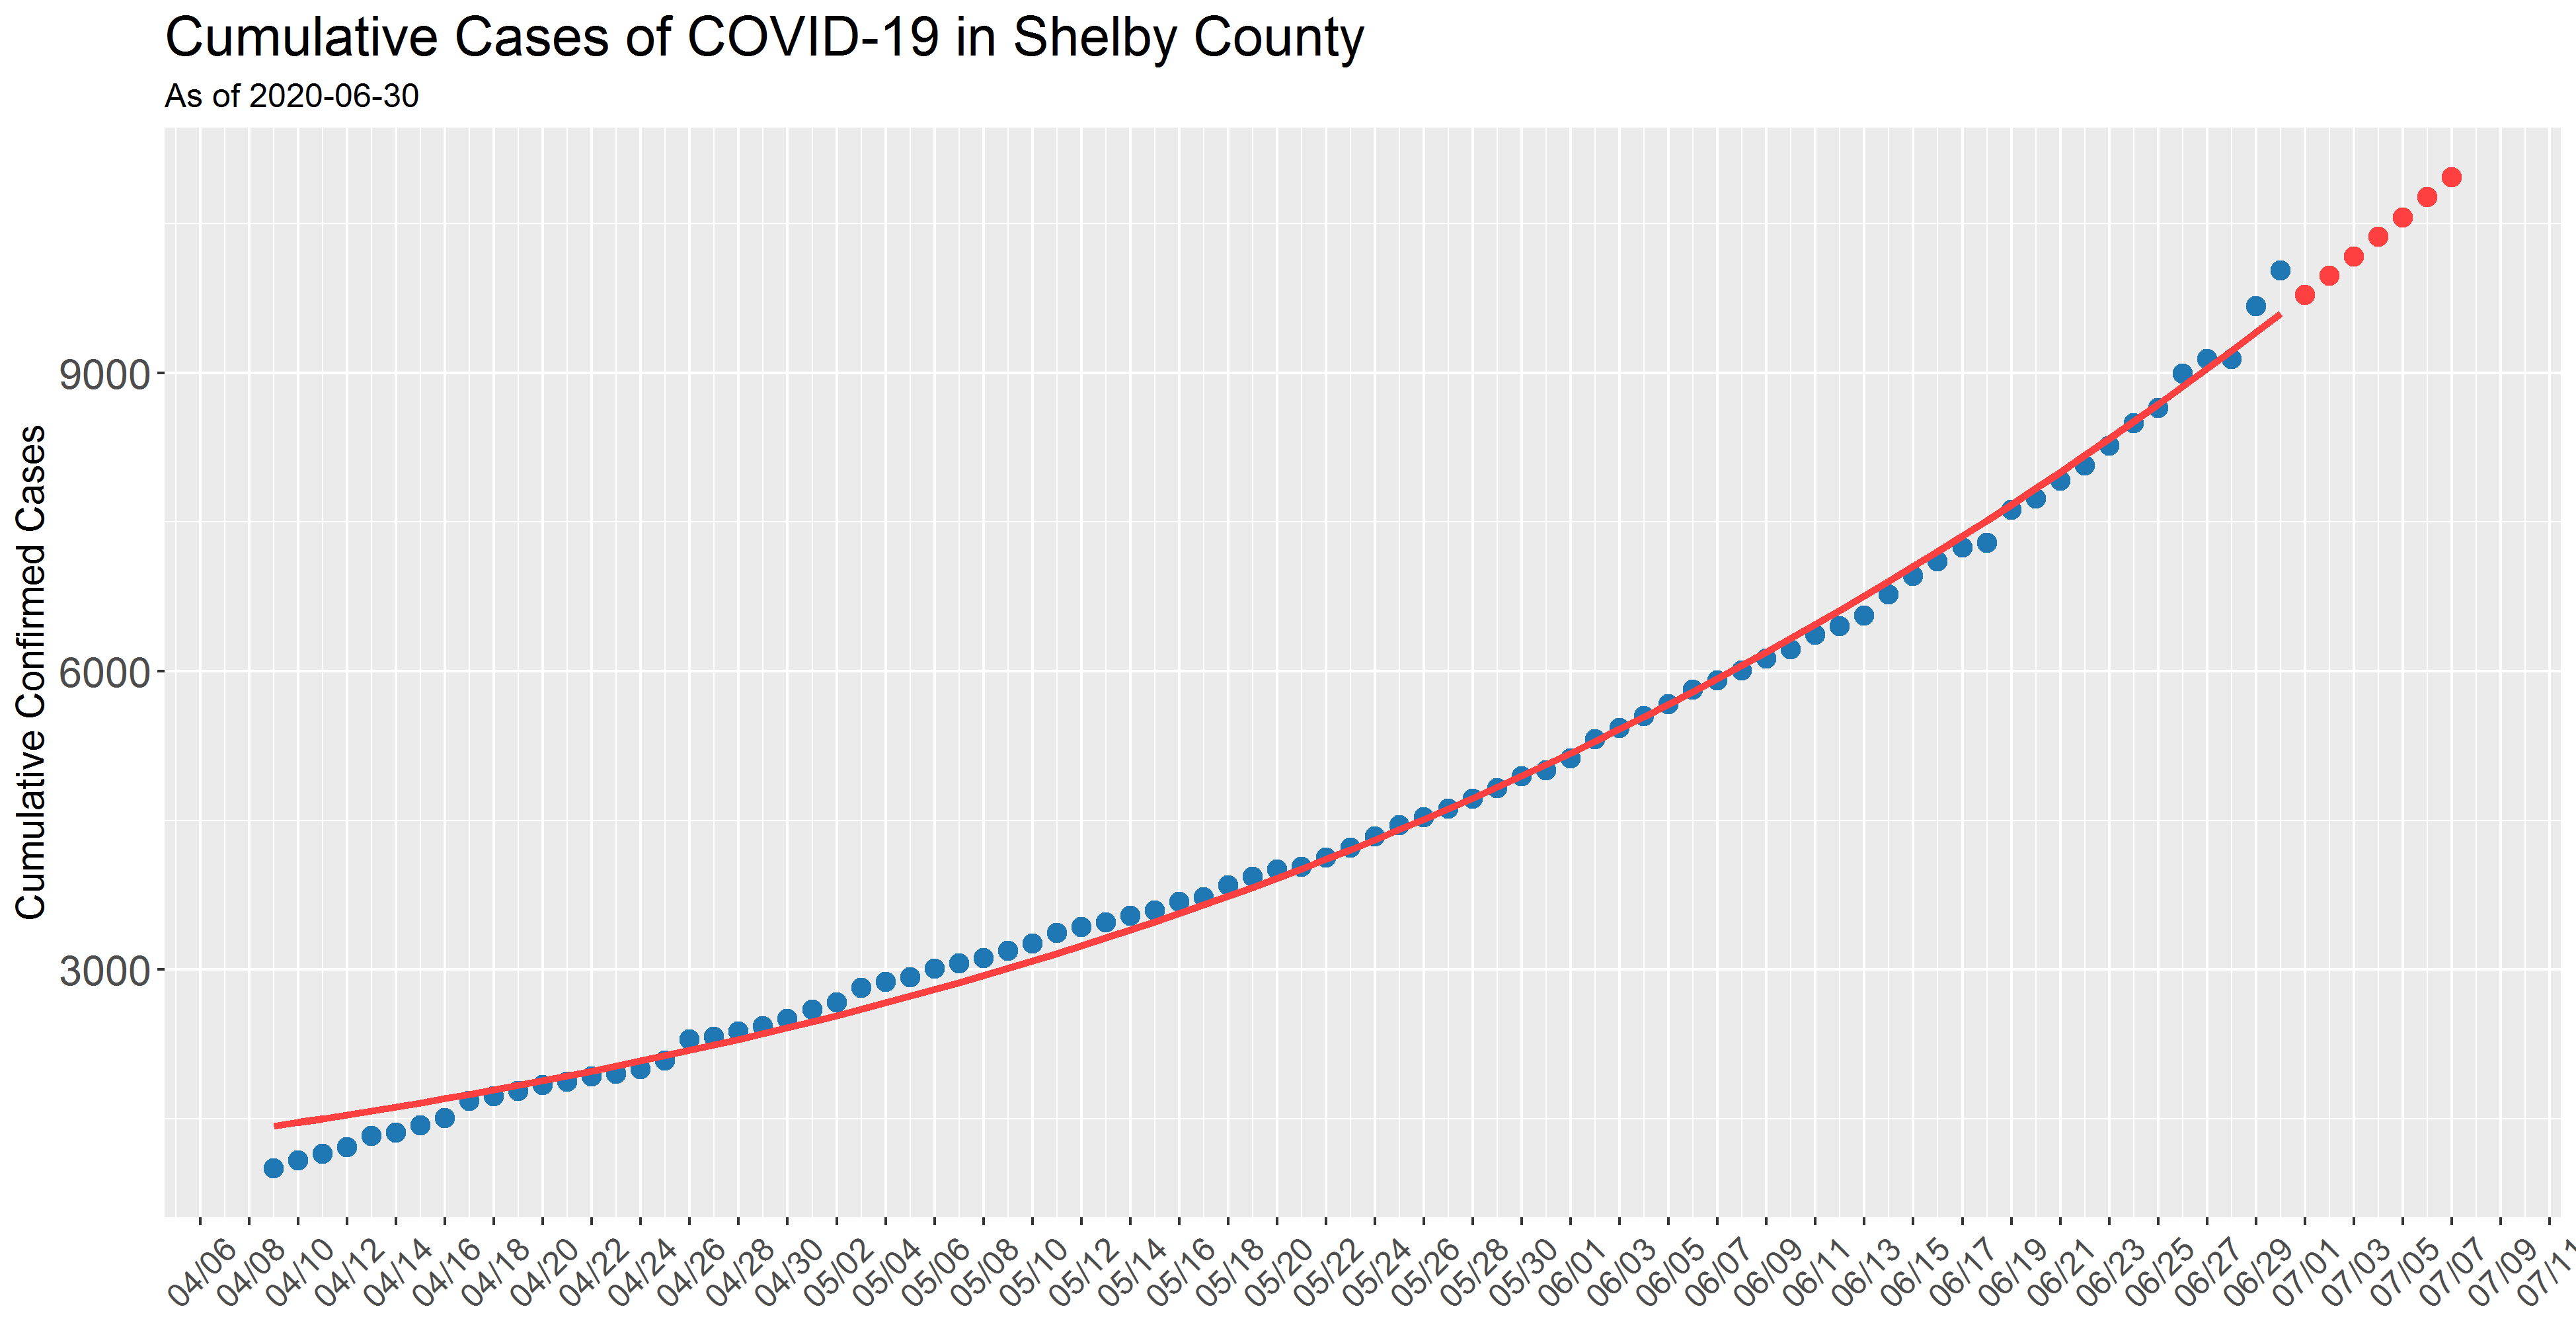 Cumulative Cases of COVID-19 in Shelby County
As of 2020-06-30
Cumulative Confirmed Cases
9000
6000
3000
04/06 04/08 04/10 04/12 04/14 04/16 04/18 04/20 04/22 04/24 04/26 04/28 04/30 05/02 05/04 05/06 05/08 05/10 05/12 05/14 05/16 05/18 05/20 05/22 05/24 05/26 05/28 05/30 06/01 06/03 06/05 06/07 06/09 06/11 06/13 06/15 06/17 06/19 06/21 06/23 06/25 06/27 06/29 07/01 07/03 07/05 07/07 07/09 07/11